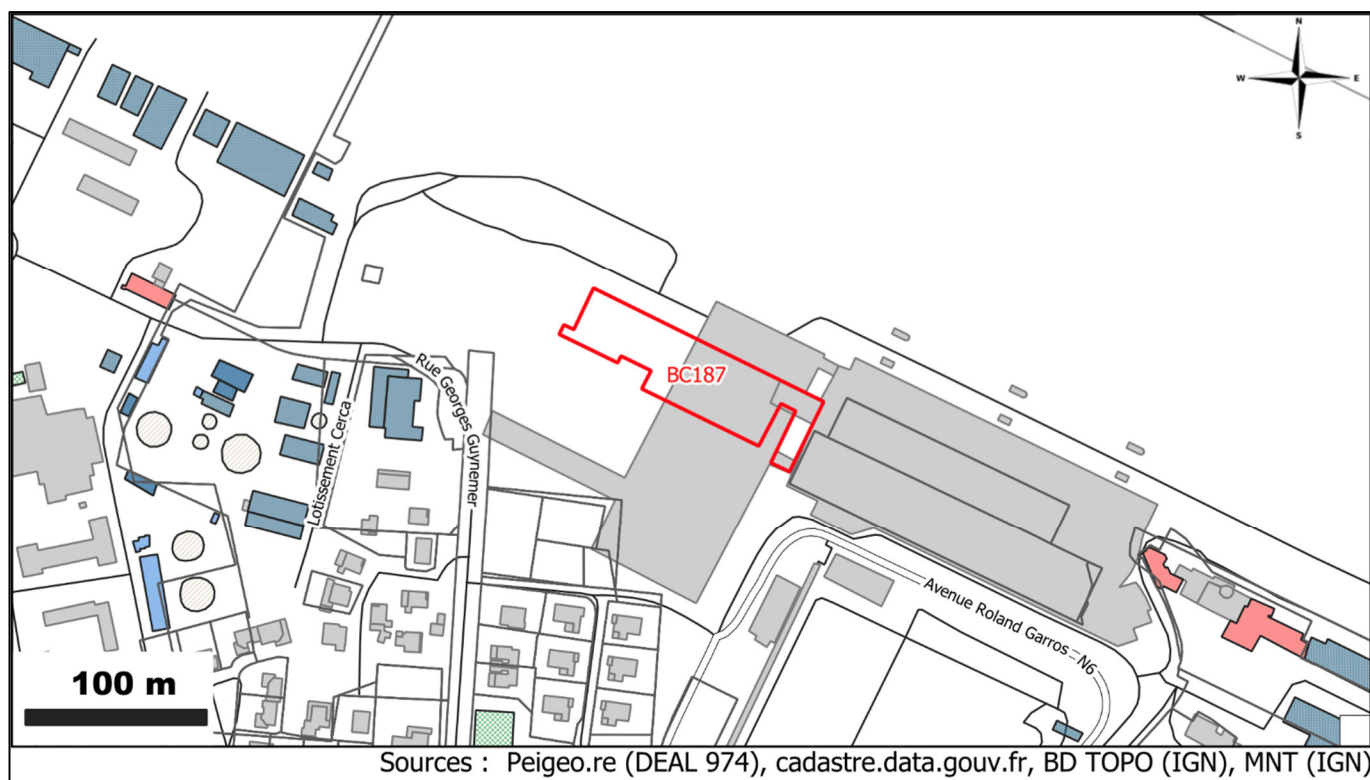 N
W E
S
BC187
Rue Georges Guynemer
Lotissement Cerca
Avenue Roland Garros - N6
100 m
Sources : Peigeo.re (DEAL 974), cadastre.data.gouv.fr, BD TOPO (IGN), MNT (IGN)